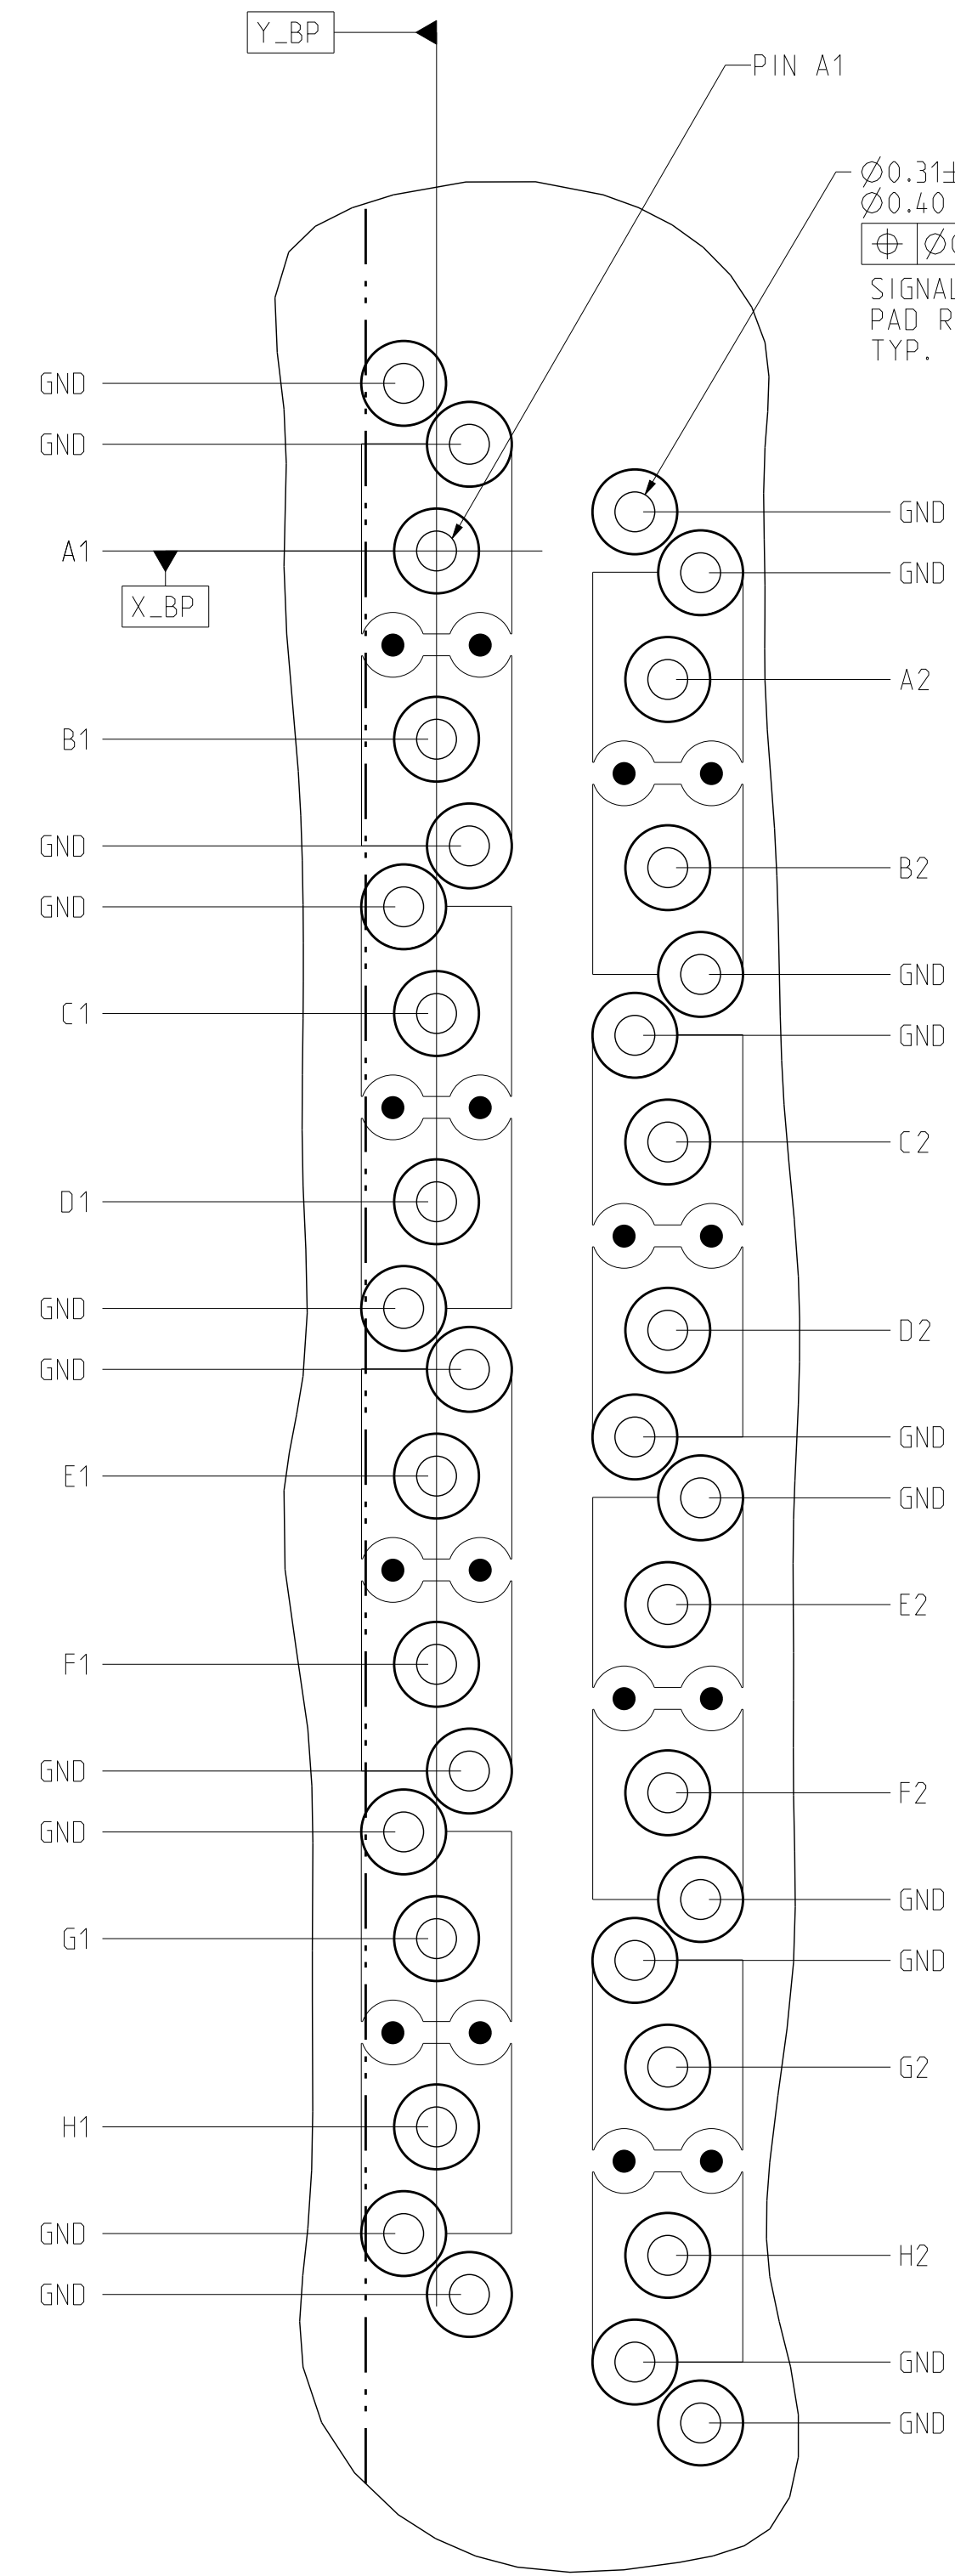 Y_BP
PIN A1
Ø0.31±
Ø0.40
⌖ Ø0
SIGNAL
PAD R
TYP.
GND
GND
A1
X_BP
B1
GND
GND
C1
D1
GND
GND
E1
F1
GND
GND
G1
H1
GND
GND
GND
GND
A2
B2
GND
GND
C2
D2
GND
GND
E2
F2
GND
GND
G2
H2
GND
GND